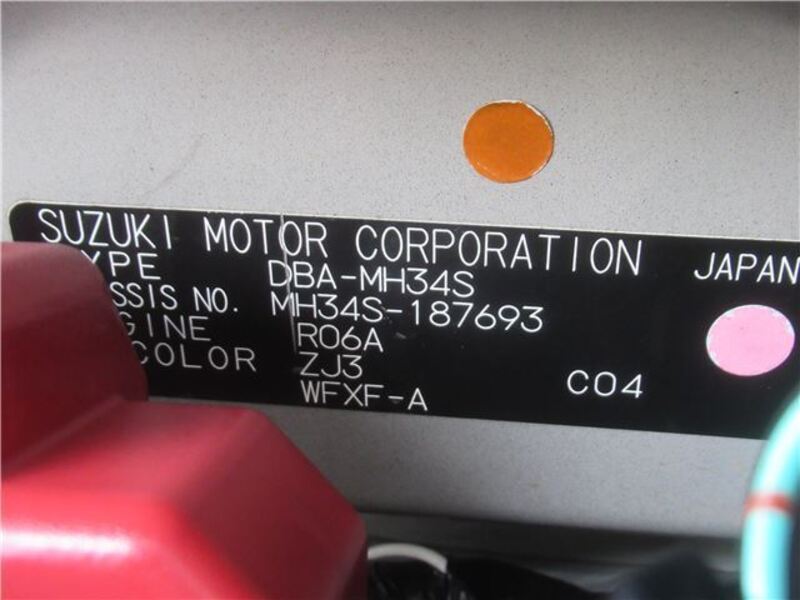 SUZUKI MOTOR CORPORATION JAPAN
YPE DBA-MH34S
SSIS NO. MH34S-187693
GINE R06A
COLOR ZJ3
WFXF-A C04